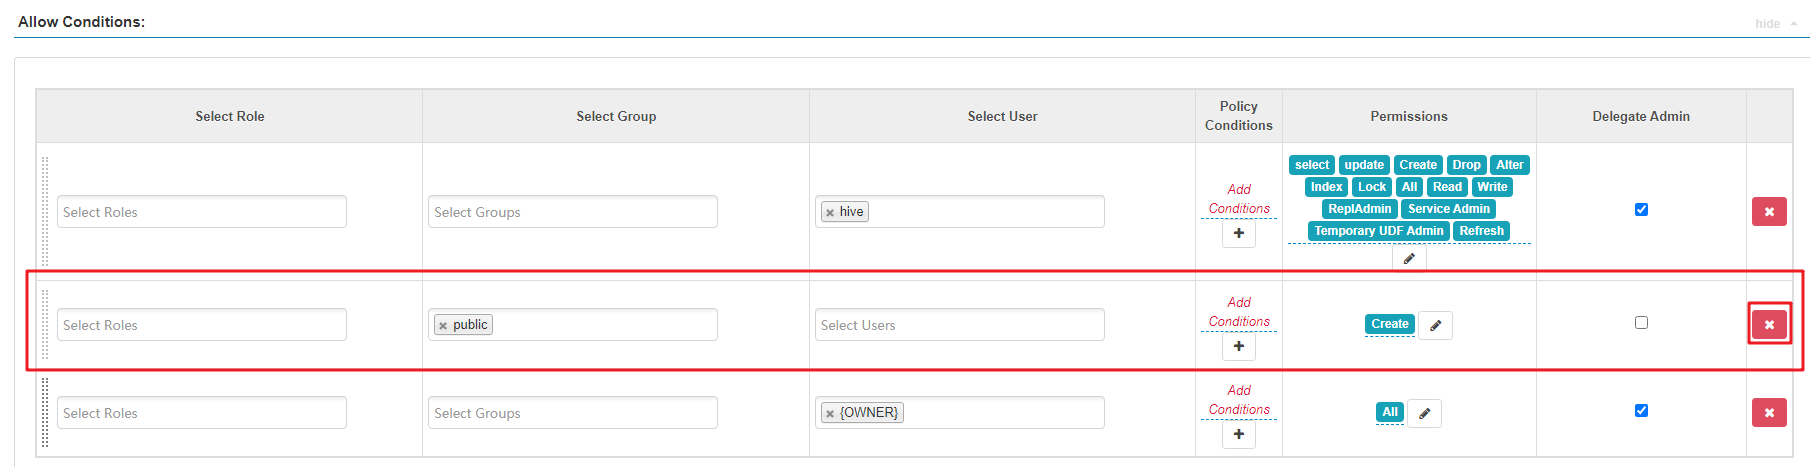 Allow Conditions:
hide
Select Role Select Group Select User Policy Conditions Permissions Delegate Admin
select update Create Drop Alter
Index Lock All Read Write
ReplAdmin Service Admin
Temporary UDF Admin Refresh
Select Roles Select Groups × hive Add Conditions
Select Roles × public Select Users Add Conditions Create
Select Roles Select Groups × {OWNER} Add Conditions All